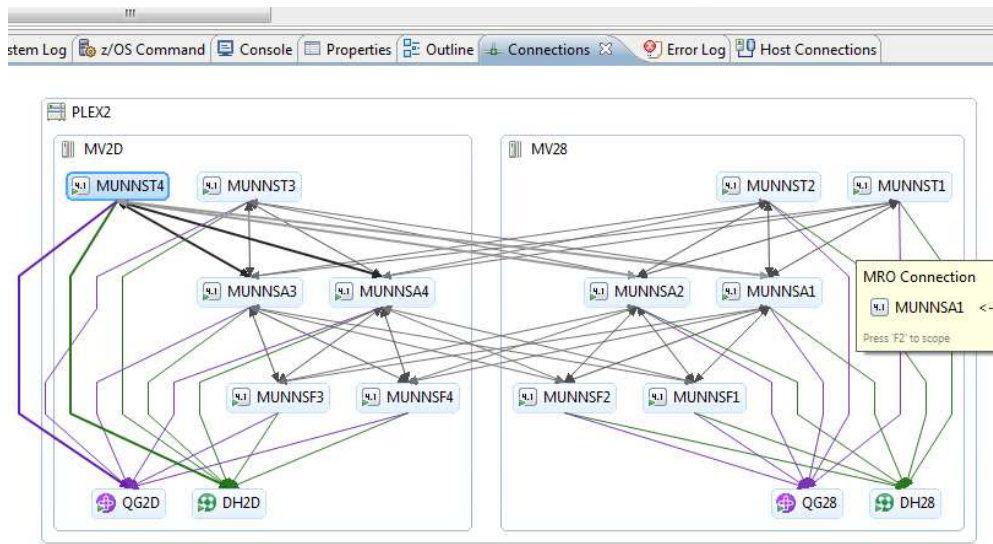 stem Log z/OS Command Console Properties Outline Connections Error Log Host Connections
PLEX2
MV2D MV28
MUNNST4 MUNNST3 MUNNST2 MUNNST1
MRO Connection
MUNNSA3 MUNNSA4 MUNNSA2 MUNNSA1
MUNNSA1 <-
Press 'F2' to scope
MUNNSF3 MUNNSF4 MUNNSF2 MUNNSF1
QG2D DH2D QG28 DH28